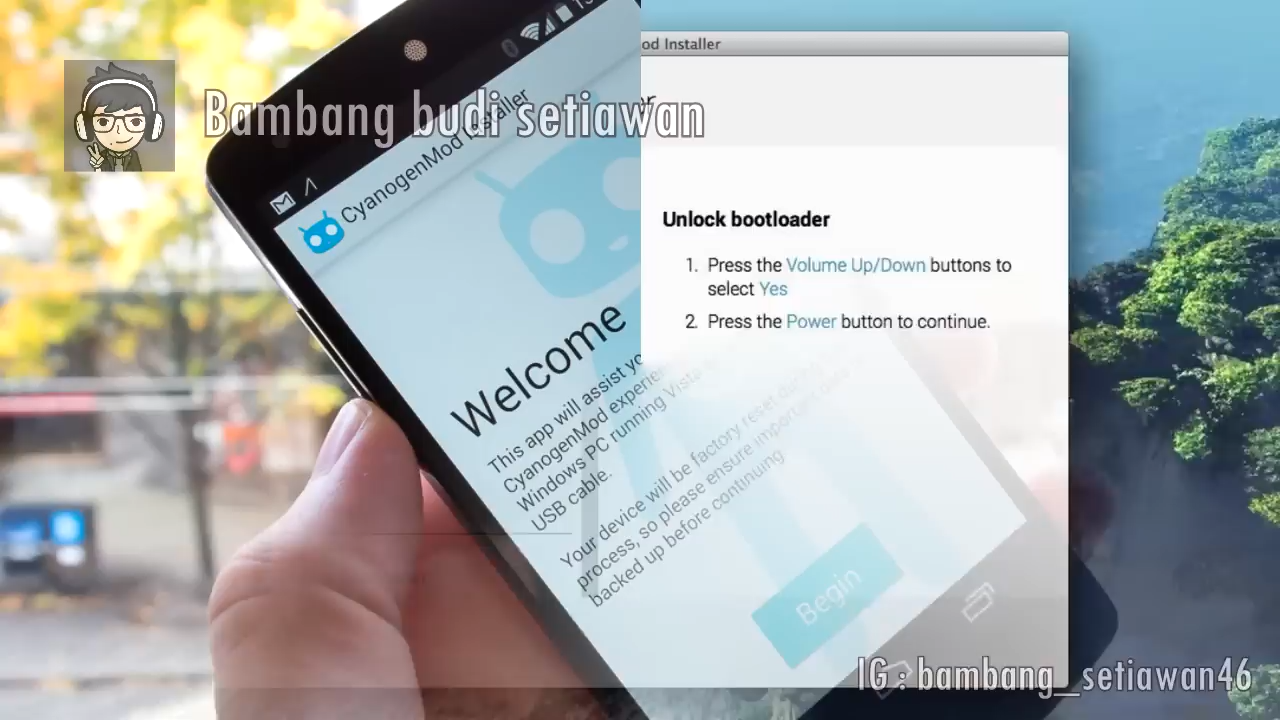 od Installer
Bambang budi setiawan
CyanogenMod Installer
Unlock bootloader
1. Press the Volume Up/Down buttons to
select Yes
2. Press the Power button to continue.
Welcome
This app will assist
CyanogenMod
Windows PC running Vista
USB cable.
Your device will be factory reset
process, so please ensure important
backed up before continuing.
Begin
IG : bambang_setiawan46